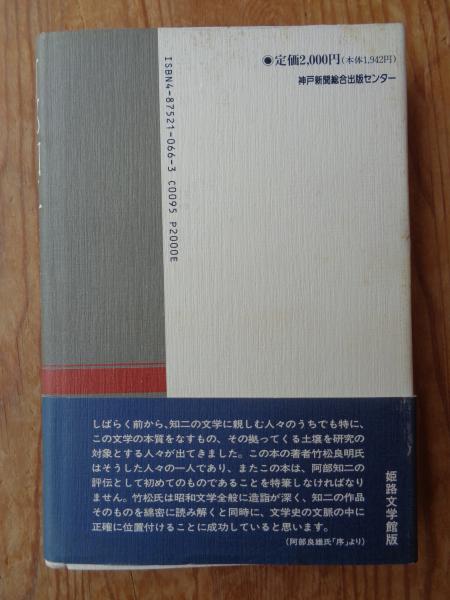 ●定価2,000円(本体1,942円)
神戸新聞総合出版センター
ISBN4-87521-066-3 C0095 P2000E
しばらく前から、知二の文学に親しむ人々のうちでも特に、
この文学の本質をなすもの、その拠ってくる土壌を研究の
対象とする人々が出てきました。この本の著者竹松良明氏
はそうした人々の一人であり、またこの本は、阿部知二の
評伝として初めてのものであることを特筆しなければなり
ません。竹松氏は昭和文学全般に造詣が深く、知二の作品
そのものを綿密に読み解くと同時に、文学史の文脈の中に
正確に位置付けることに成功していると思います。
(阿部良雄氏「序」より)
姫路文学館版